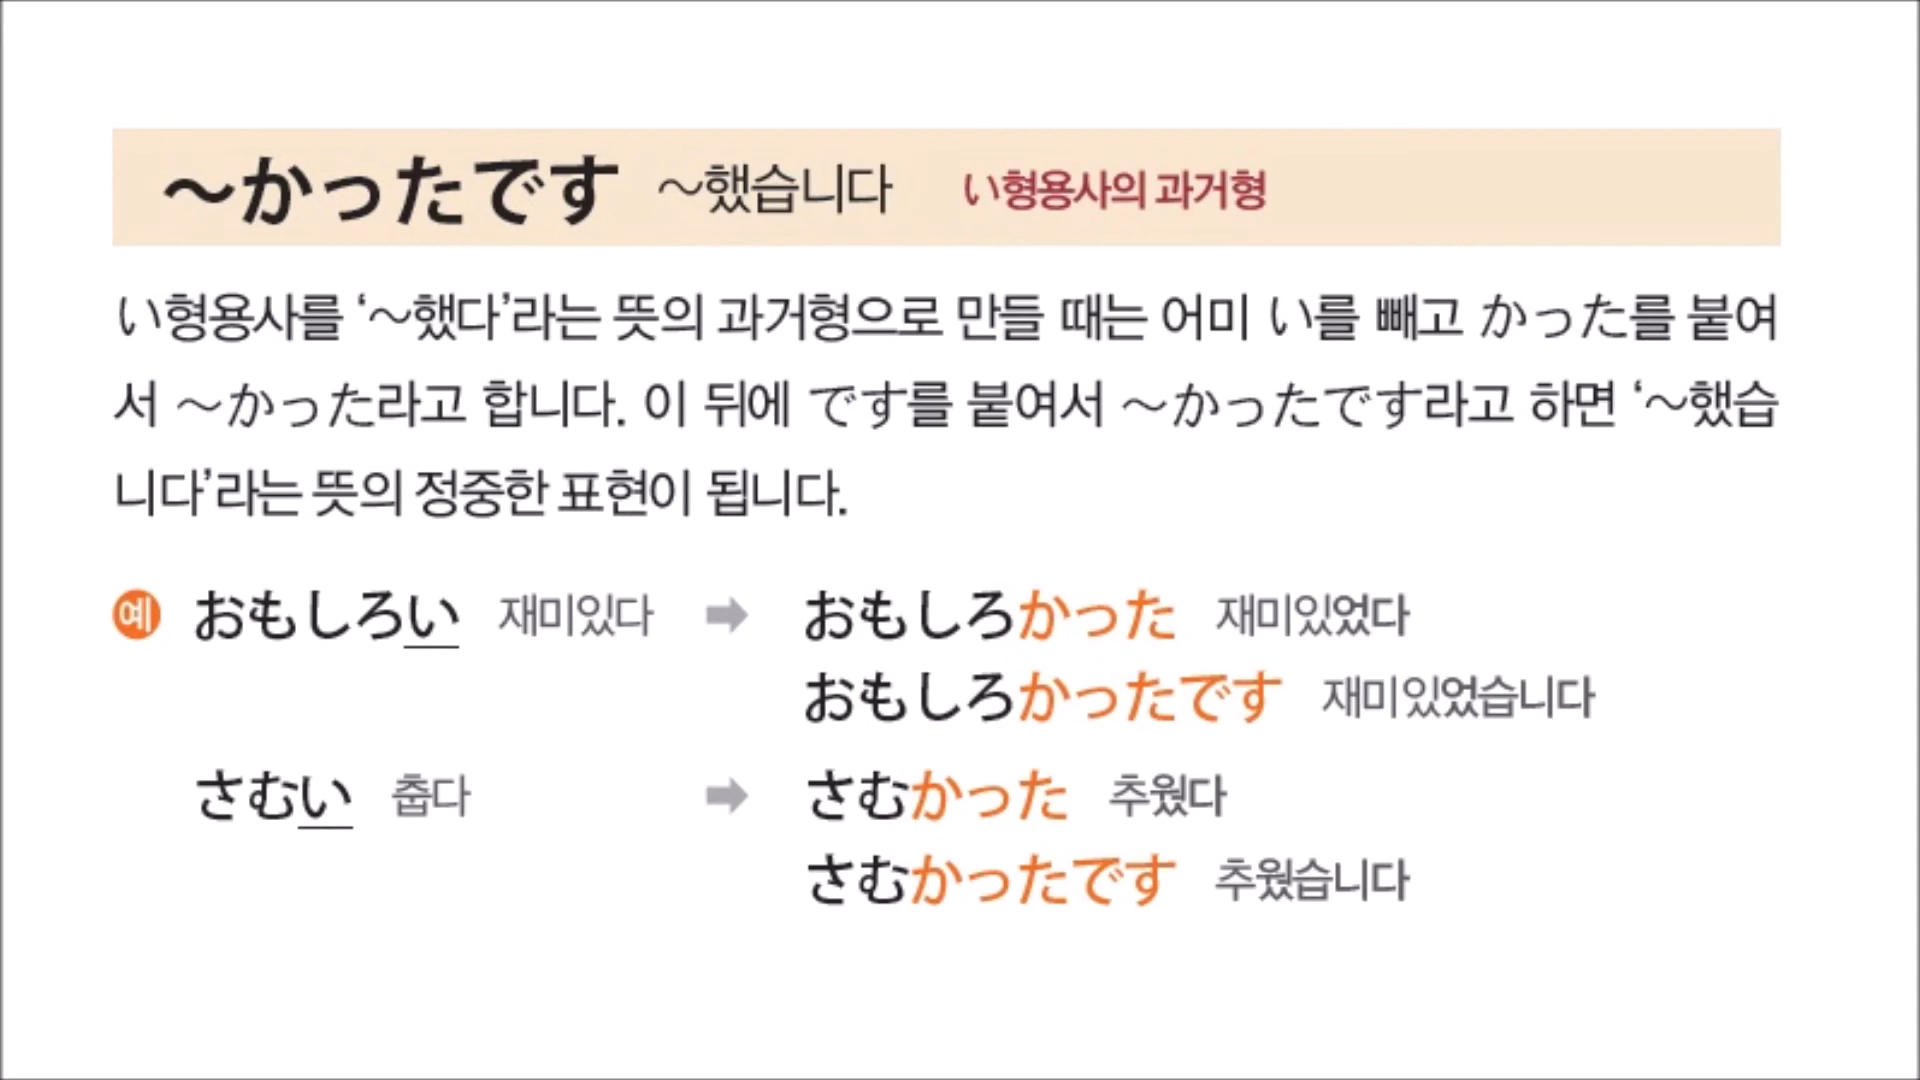 ～かったです ～했습니다 い형용사의 과거형
い형용사를 ‘～했다’라는 뜻의 과거형으로 만들 때는 어미 い를 빼고 かった를 붙여
서 ～かった라고 합니다. 이 뒤에 です를 붙여서 ～かったです라고 하면 ‘～했습
니다’라는 뜻의 정중한 표현이 됩니다.
예 おもしろい 재미있다 ➡ おもしろかった 재미있었다
おもしろかったです 재미있었습니다
さむい 춥다 ➡ さむかった 추웠다
さむかったです 추웠습니다